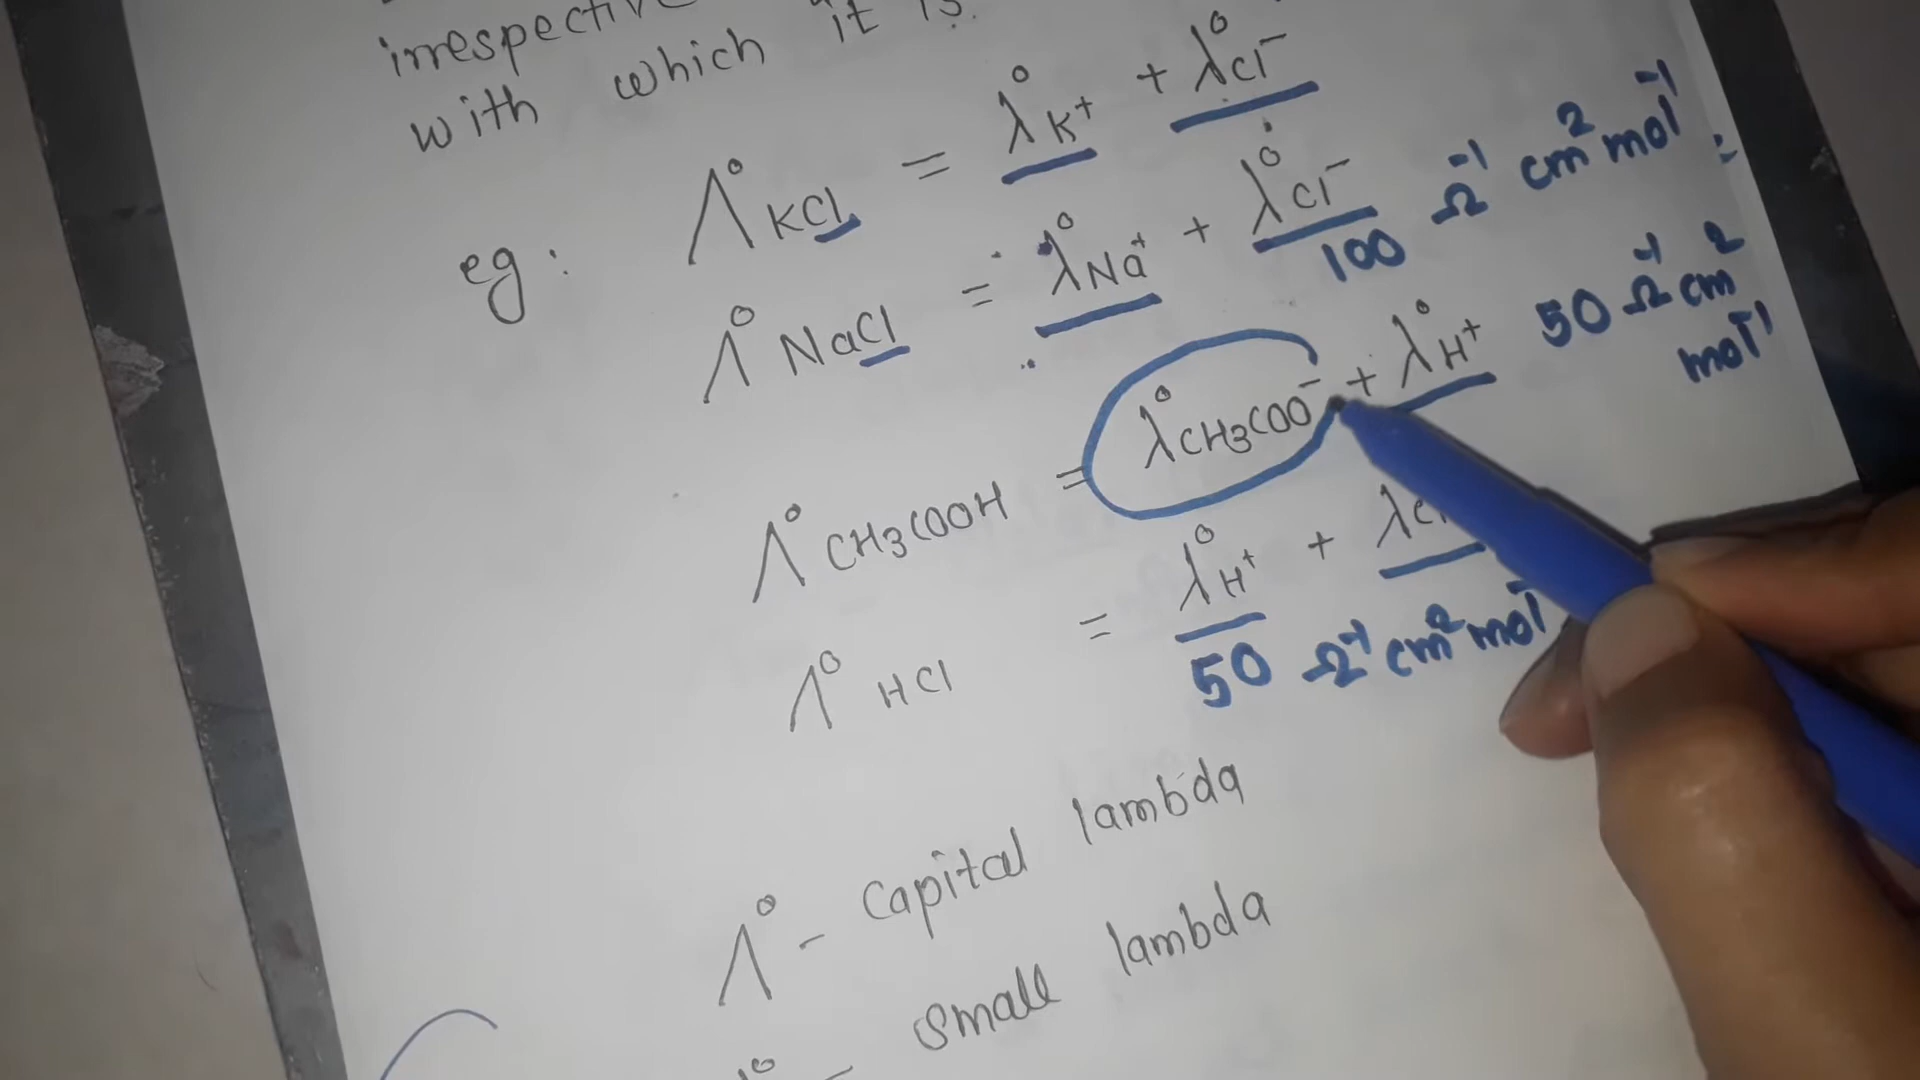 irrespective
with which it is
Λ° KCl = λ° K⁺ + λ° Cl⁻
eg: Λ° NaCl = λ° Na⁺ + λ° Cl⁻
100 Ω⁻¹ cm² mol⁻¹
Λ° CH3COOH = λ° CH3COO⁻ + λ° H⁺ 50 Ω⁻¹ cm²
mol⁻¹
Λ° HCl = λ° H⁺ +
50 Ω⁻¹ cm² mol⁻
Λ° - Capital lambda
small lambda